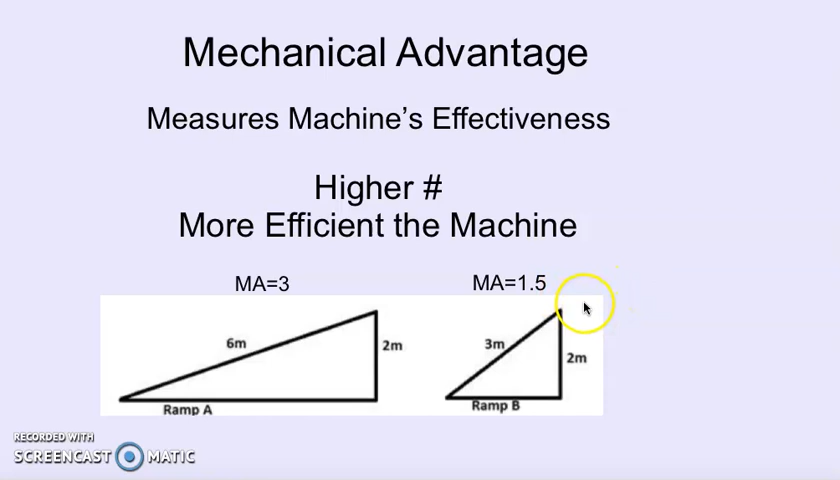 Mechanical Advantage
Measures Machine's Effectiveness
Higher #
More Efficient the Machine
MA=3
MA=1.5
6m
2m
Ramp A
3m
2m
Ramp B
RECORDED WITH
SCREENCAST MATIC